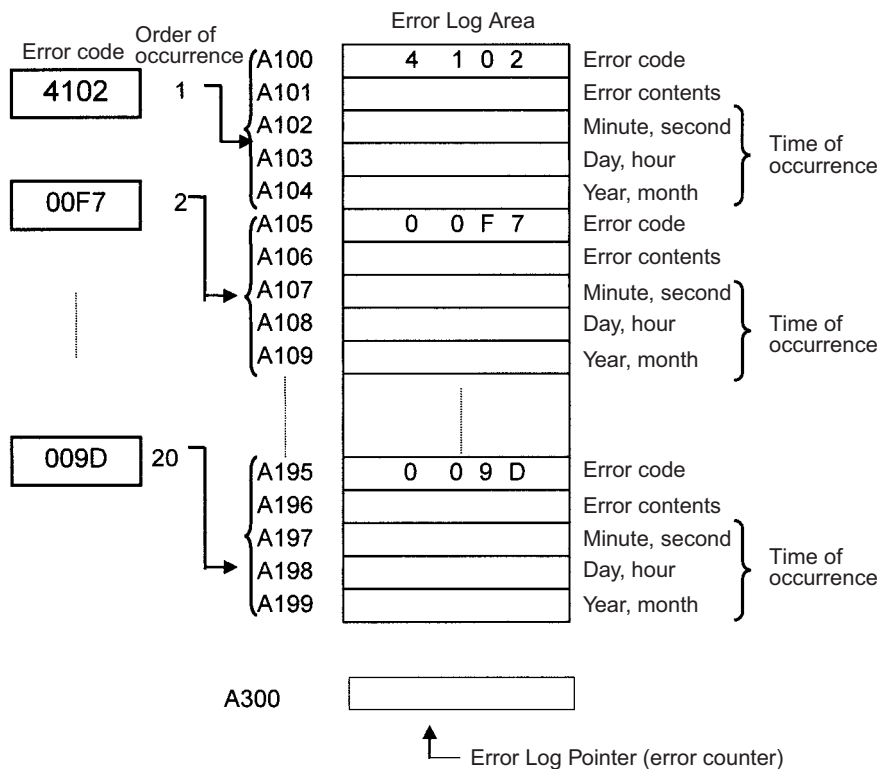 Error Log Area
Error code
Order of
occurrence
4102
1
A100 4 1 0 2 Error code
A101 Error contents
A102 Minute, second
A103 Day, hour
A104 Year, month
Time of
occurrence
00F7
2
A105 0 0 F 7 Error code
A106 Error contents
A107 Minute, second
A108 Day, hour
A109 Year, month
Time of
occurrence
009D
20
A195 0 0 9 D Error code
A196 Error contents
A197 Minute, second
A198 Day, hour
A199 Year, month
Time of
occurrence
A300
Error Log Pointer (error counter)